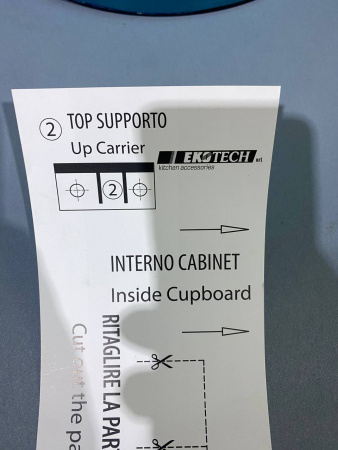 2 TOP SUPPORTO
Up Carrier
EKOTECH srl
kitchen accessories
2
INTERNO CABINET
Inside Cupboard
RITAGLIRE LA PAR
Cut out the pa